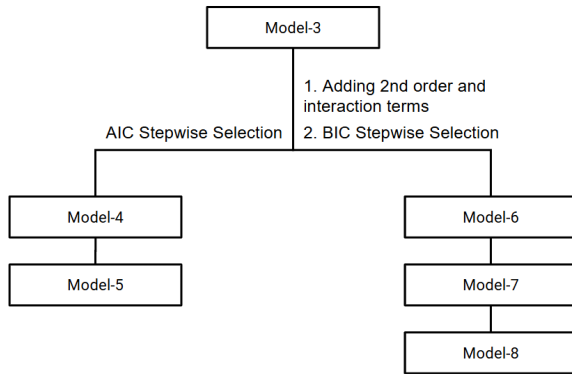 Model-3
1. Adding 2nd order and
interaction terms
AIC Stepwise Selection
2. BIC Stepwise Selection
Model-4
Model-6
Model-5
Model-7
Model-8